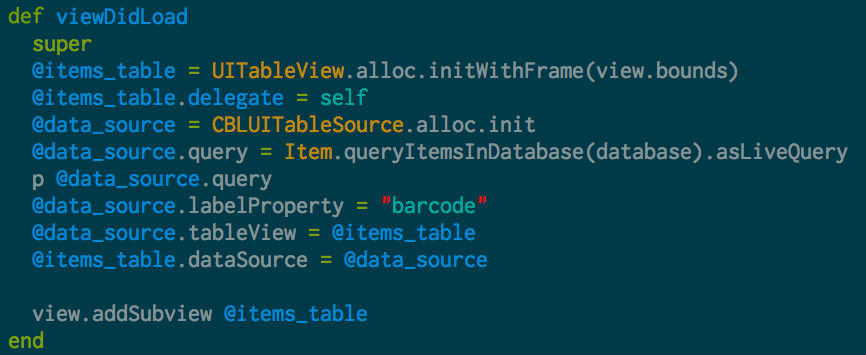 def viewDidLoad
  super
  @items_table = UITableView.alloc.initWithFrame(view.bounds)
  @items_table.delegate = self
  @data_source = CBLUITableSource.alloc.init
  @data_source.query = Item.queryItemsInDatabase(database).asLiveQuery
  p @data_source.query
  @data_source.labelProperty = "barcode"
  @data_source.tableView = @items_table
  @items_table.dataSource = @data_source

  view.addSubview @items_table
end